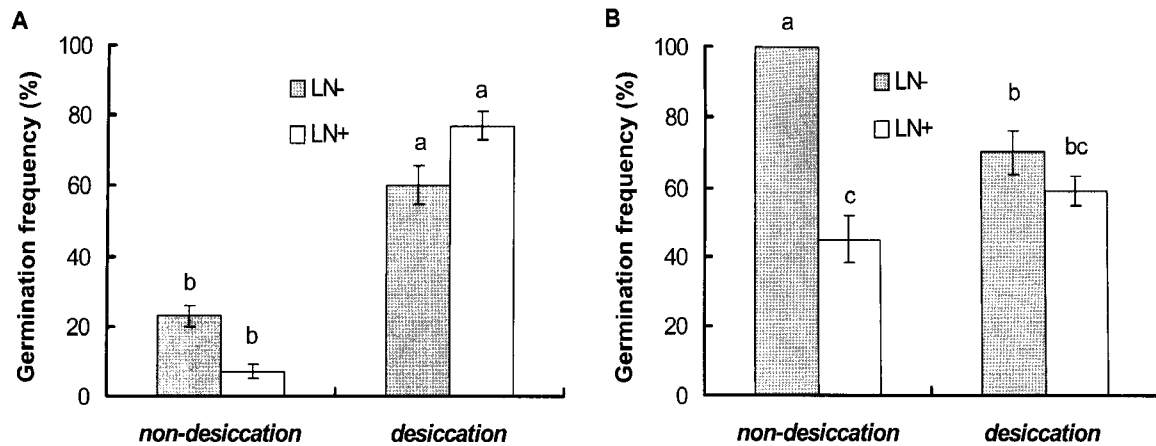 A
Germination frequency (%)
100
80
60
40
20
0
LN-
LN+
b
b
a
a
non-desiccation
desiccation
B
Germination frequency (%)
100
80
60
40
20
0
LN-
LN+
a
c
b
bc
non-desiccation
desiccation